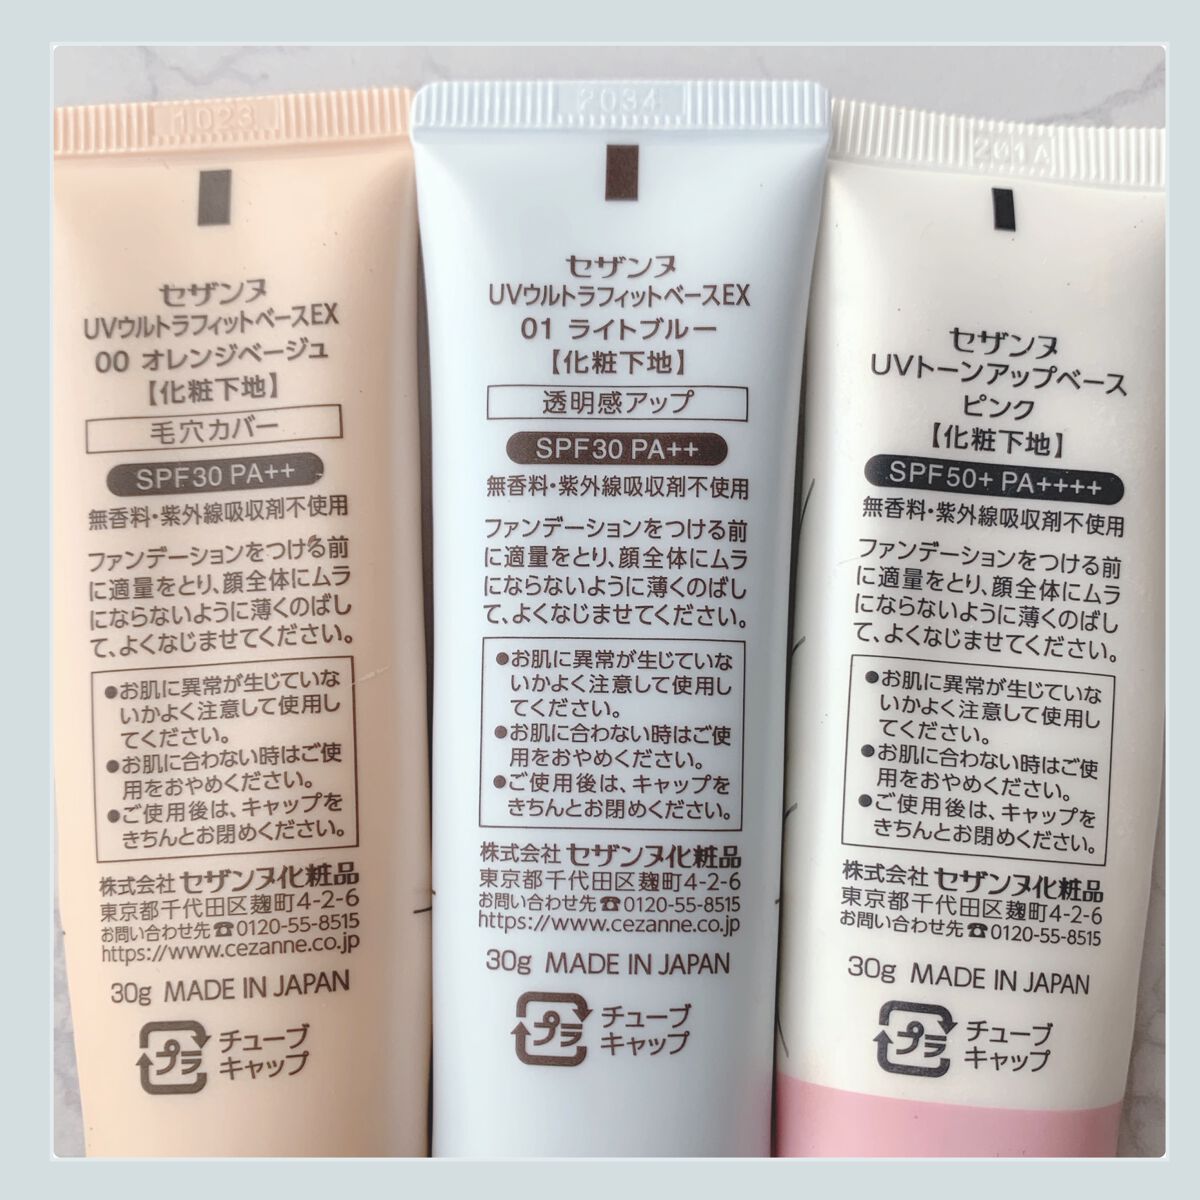 1023
セザンヌ
UVウルトラフィットベースEX
00 オレンジベージュ
【化粧下地】
毛穴カバー
SPF30 PA++
無香料・紫外線吸収剤不使用
ファンデーションをつける前
に適量をとり、顔全体にムラ
にならないように薄くのばし
て、よくなじませてください。
●お肌に異常が生じていな
いかよく注意して使用し
てください。
●お肌に合わない時はご使
用をおやめください。
●ご使用後は、キャップを
きちんとお閉めください。
株式会社 セザンヌ化粧品
東京都千代田区麹町4-2-6
お問い合わせ先☎0120-55-8515
https://www.cezanne.co.jp
30g MADE IN JAPAN
プラ
チューブ
キャップ
2034
セザンヌ
UVウルトラフィットベースEX
01 ライトブルー
【化粧下地】
透明感アップ
SPF30 PA++
無香料・紫外線吸収剤不使用
ファンデーションをつける前
に適量をとり、顔全体にムラ
にならないように薄くのばし
て、よくなじませてください。
●お肌に異常が生じていな
いかよく注意して使用し
てください。
●お肌に合わない時はご使
用をおやめください。
●ご使用後は、キャップを
きちんとお閉めください。
株式会社 セザンヌ化粧品
東京都千代田区麹町4-2-6
お問い合わせ先☎0120-55-8515
https://www.cezanne.co.jp
30g MADE IN JAPAN
プラ
チューブ
キャップ
201A
セザンヌ
UVトーンアップベース
ピンク
【化粧下地】
SPF50+ PA++++
無香料・紫外線吸収剤不使用
ファンデーションをつける前
に適量をとり、顔全体にムラ
にならないように薄くのばし
て、よくなじませてください。
●お肌に異常が生じていな
いかよく注意して使用し
てください。
●お肌に合わない時はご使
用をおやめください。
●ご使用後は、キャップを
きちんとお閉めください。
株式会社 セザンヌ化粧品
東京都千代田区麹町4-2-6
お問い合わせ先☎0120-55-8515
30g MADE IN JAPAN
プラ
チューブ
キャップ